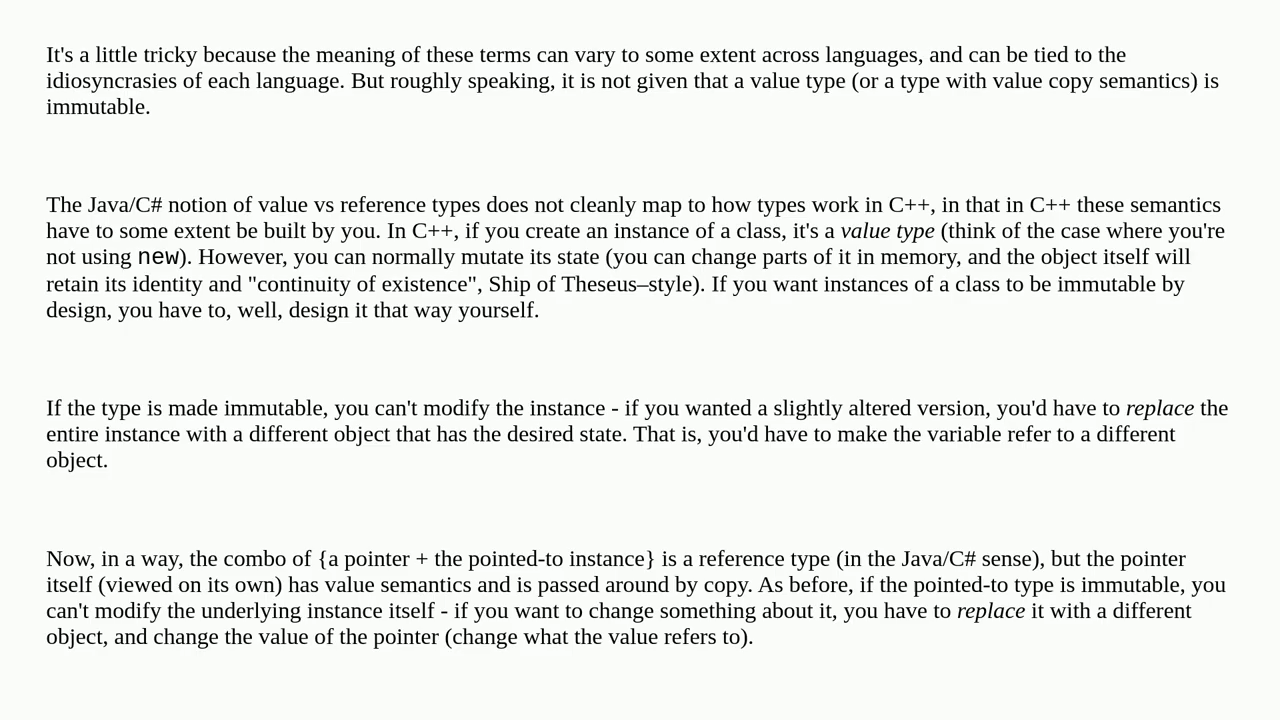 It's a little tricky because the meaning of these terms can vary to some extent across languages, and can be tied to the
idiosyncrasies of each language. But roughly speaking, it is not given that a value type (or a type with value copy semantics) is
immutable.
The Java/C# notion of value vs reference types does not cleanly map to how types work in C++, in that in C++ these semantics
have to some extent be built by you. In C++, if you create an instance of a class, it's a value type (think of the case where you're
not using new). However, you can normally mutate its state (you can change parts of it in memory, and the object itself will
retain its identity and "continuity of existence", Ship of Theseus–style). If you want instances of a class to be immutable by
design, you have to, well, design it that way yourself.
If the type is made immutable, you can't modify the instance - if you wanted a slightly altered version, you'd have to replace the
entire instance with a different object that has the desired state. That is, you'd have to make the variable refer to a different
object.
Now, in a way, the combo of {a pointer + the pointed-to instance} is a reference type (in the Java/C# sense), but the pointer
itself (viewed on its own) has value semantics and is passed around by copy. As before, if the pointed-to type is immutable, you
can't modify the underlying instance itself - if you want to change something about it, you have to replace it with a different
object, and change the value of the pointer (change what the value refers to).